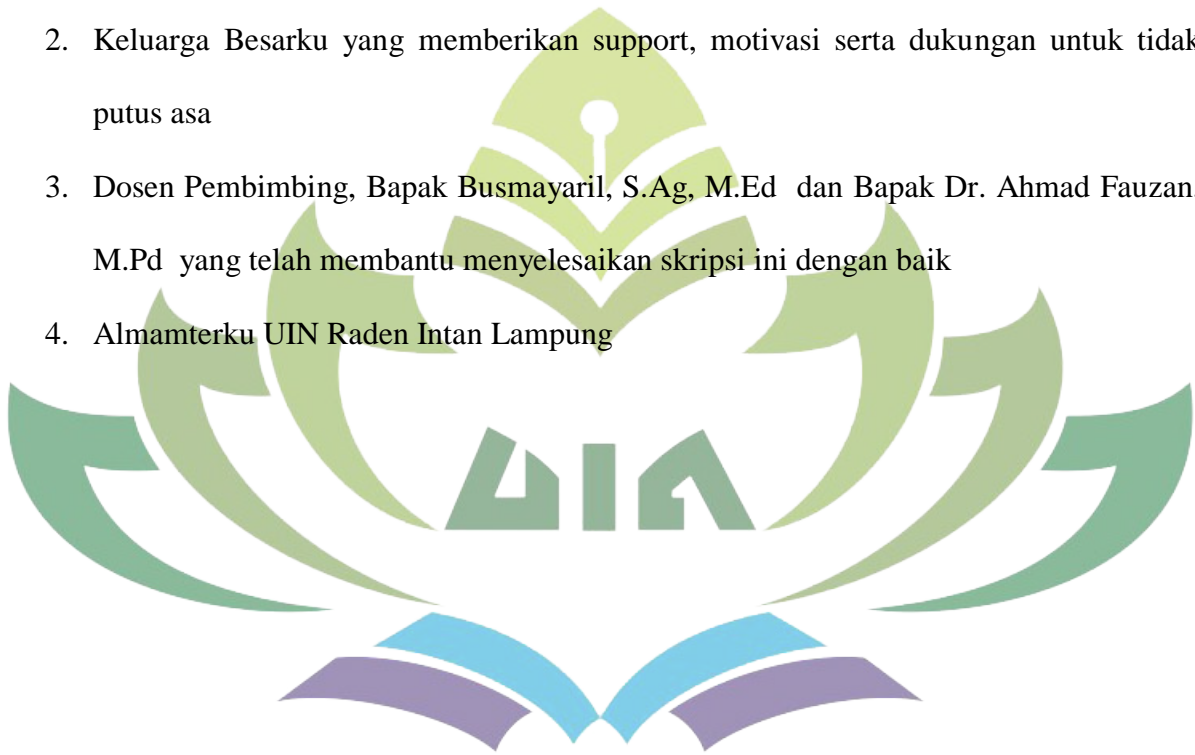 2. Keluarga Besarku yang memberikan support, motivasi serta dukungan untuk tidak
putus asa
3. Dosen Pembimbing, Bapak Busmayaril, S.Ag, M.Ed dan Bapak Dr. Ahmad Fauzan.
M.Pd yang telah membantu menyelesaikan skripsi ini dengan baik
4. Almamterku UIN Raden Intan Lampung
UIN